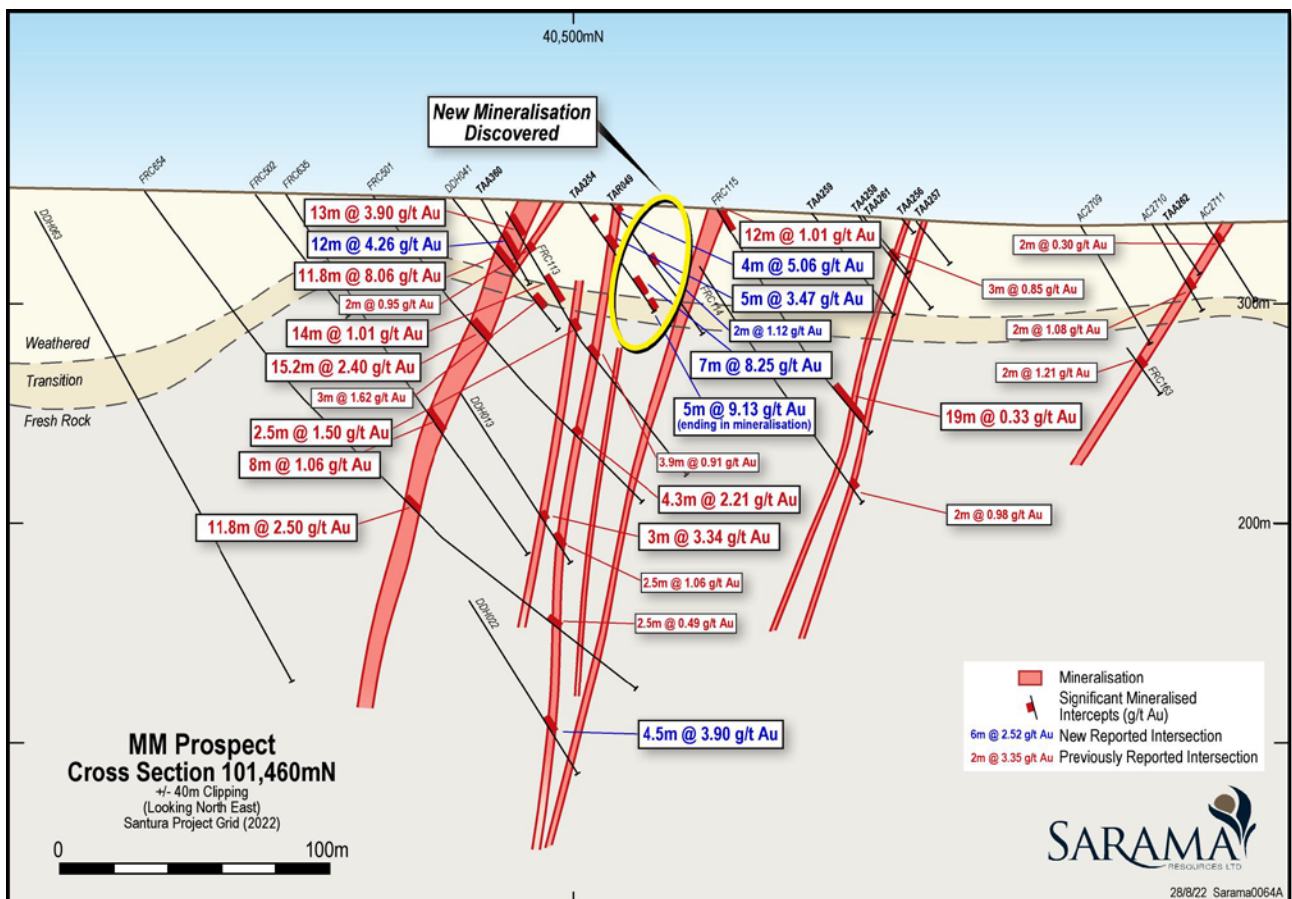 40,500mN
New Mineralisation
Discovered
FRC654
FRC502
FRC635
FRC501
DDH041
TAA360
TAA254
TAR049
FRC115
TAA259
TAA258
TAA261
TAA256
TAA257
AC2709
AC2710
TAA262
AC2711
DDH063
FRC113
FRC114
FRC163
DDH013
DDH022
13m @ 3.90 g/t Au
12m @ 4.26 g/t Au
11.8m @ 8.06 g/t Au
2m @ 0.95 g/t Au
14m @ 1.01 g/t Au
15.2m @ 2.40 g/t Au
3m @ 1.62 g/t Au
2.5m @ 1.50 g/t Au
8m @ 1.06 g/t Au
11.8m @ 2.50 g/t Au
12m @ 1.01 g/t Au
4m @ 5.06 g/t Au
5m @ 3.47 g/t Au
2m @ 1.12 g/t Au
7m @ 8.25 g/t Au
5m @ 9.13 g/t Au
(ending in mineralisation)
3.9m @ 0.91 g/t Au
4.3m @ 2.21 g/t Au
3m @ 3.34 g/t Au
2.5m @ 1.06 g/t Au
2.5m @ 0.49 g/t Au
4.5m @ 3.90 g/t Au
2m @ 0.30 g/t Au
3m @ 0.85 g/t Au
2m @ 1.08 g/t Au
2m @ 1.21 g/t Au
19m @ 0.33 g/t Au
2m @ 0.98 g/t Au
300m
200m
Weathered
Transition
Fresh Rock
MM Prospect
Cross Section 101,460mN
+/- 40m Clipping
(Looking North East)
Santura Project Grid (2022)
0 100m
Mineralisation
Significant Mineralised
Intercepts (g/t Au)
6m @ 2.52 g/t Au New Reported Intersection
2m @ 3.35 g/t Au Previously Reported Intersection
SARAMA
RESOURCES LTD
28/8/22 Sarama0064A